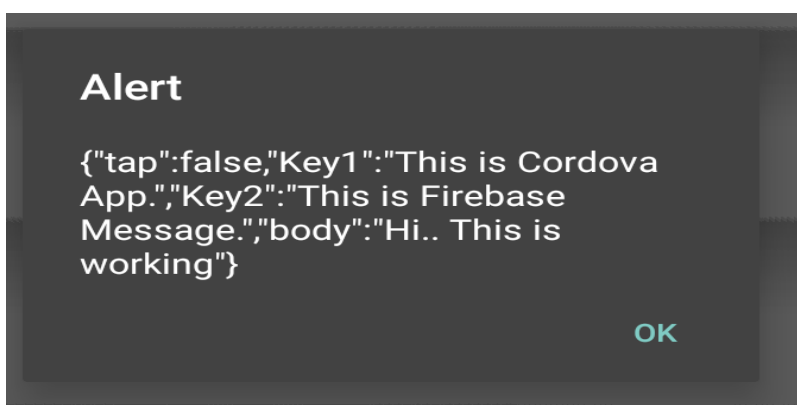 Alert
{"tap":false,"Key1":"This is Cordova
App.","Key2":"This is Firebase
Message.","body":"Hi.. This is
working"}
OK